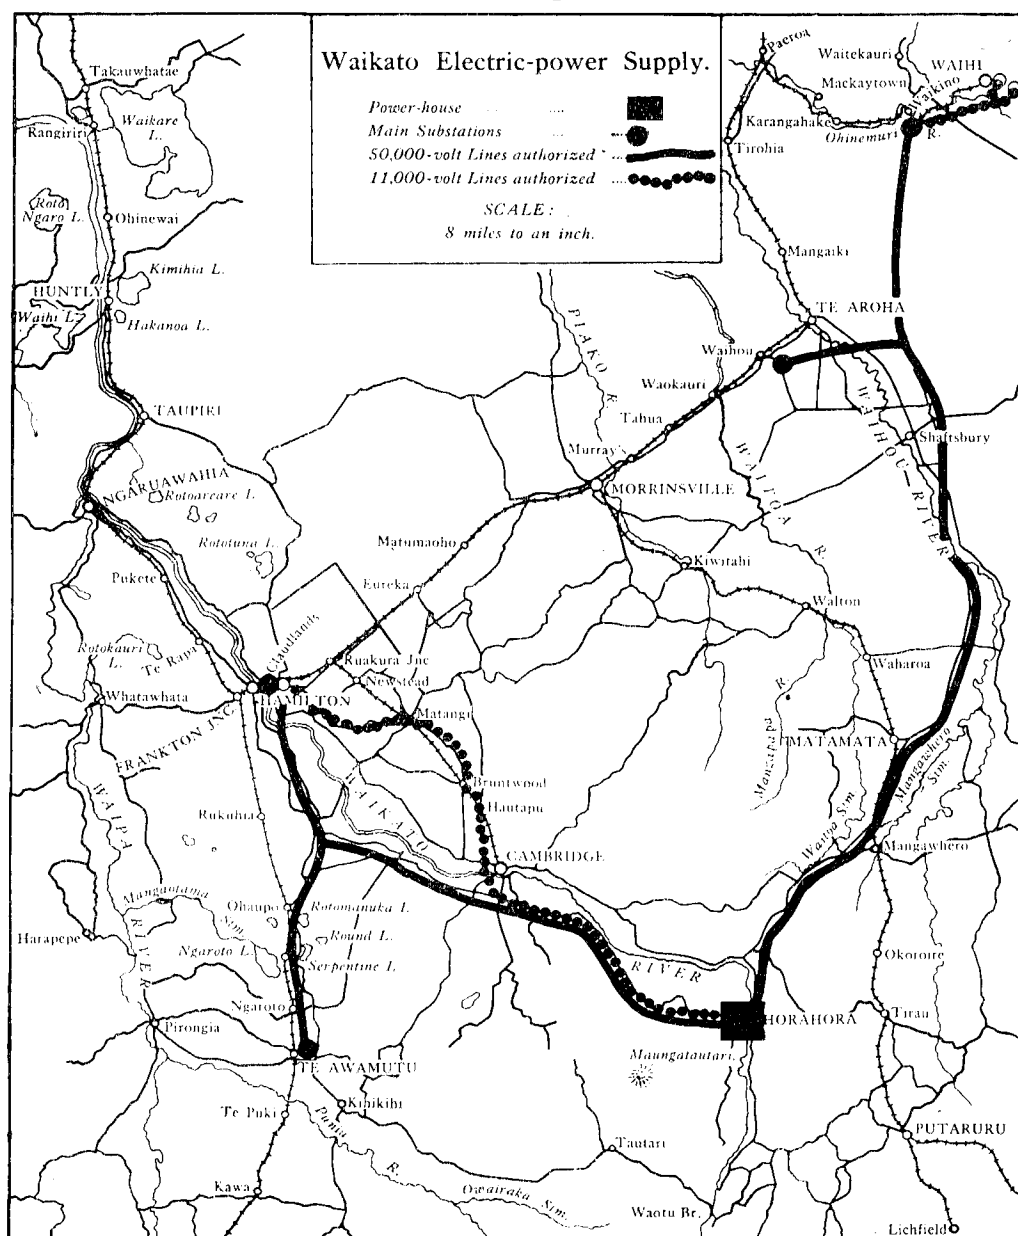 Waikato Electric-power Supply.
Power-house
Main Substations
50,000-volt Lines authorized
11,000-volt Lines authorized
SCALE:
8 miles to an inch.
Takauwhatae
Rangiriri
Waikare
L.
Roto
Ngaro L.
Ohinewai
Kimihia L.
HUNTLY
Waihi L.
Hakanoa L.
TAUPIRI
NGARUAWAHIA
Rotoareare L.
Rototuna L.
Pukete
Rotokauri
L.
Te Rapa
Whatawhata
Claudlands
HAMILTON
FRANKTON JNC.
Paeroa
Waitekauri
WAIHI
Mackaytown
Waikino
Karangahake
Ohinemuri
R.
Tirohia
Mangaiki
TE AROHA
Waihou
Waokauri
Tahua
Murray's
MORRINSVILLE
PIAKO
R.
WAITOA
R.
WAIHOU RIVER
Shaftsbury
Matumaoho
Eureka
Kiwitahi
Walton
Waharoa
Ruakura Jnc
Newstead
Matangi
Bruntwood
Hautapu
CAMBRIDGE
WAIKATO
RIVER
MATAMATA
Mangapapa
R.
Mangawhero
Stm.
Waitoa Stm.
Mangawhero
Rukuhia
WAIPA
RIVER
Mangaotama
Stm.
Ohaupo
Rotomanuka L.
Round L.
Ngaroto L.
Serpentine L.
Harapepe
Ngaroto
Pirongia
TE AWAMUTU
Te Puki
Kihikihi
Puniu
R.
Kawa
Owairaka Stm.
Tautari
Waotu Br.
Maungatautari.
HORAHORA
Okoroire
Tirau
PUTARURU
Lichfield